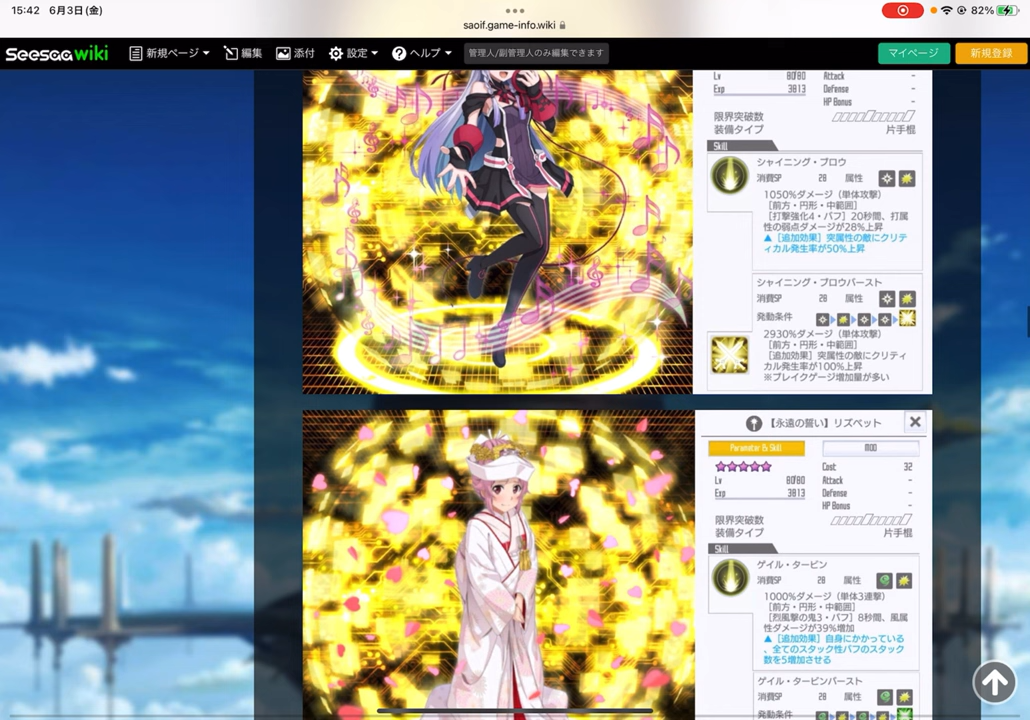 15:42 6月3日(金)
82%
saoif.game-info.wiki
Seesaa wiki
新規ページ
編集
添付
設定
ヘルプ
管理人/副管理人のみ編集できます
マイページ
新規登録
Lv 80/80
Exp 3813
Attack -
Defense -
HP Bonus -
限界突破数
装備タイプ 片手棍
Skill
シャイニング・ブロウ
消費SP 28 属性
1050%ダメージ（単体攻撃）
［前方・円形・中範囲］
［打撃強化4・バフ］20秒間、打属
性の弱点ダメージが28%上昇
▲［追加効果］突属性の敵にクリテ
ィカル発生率が50%上昇
シャイニング・ブロウバースト
消費SP 28 属性
発動条件
2930%ダメージ（単体攻撃）
［前方・円形・中範囲］
［追加効果］突属性の敵にクリティ
カル発生率が100%上昇
※ブレイクゲージ増加量が多い
【永遠の誓い】リズベット
Parameter & Skill
MOD
Cost 32
Lv 80/80
Exp 3813
Attack -
Defense -
HP Bonus -
限界突破数
装備タイプ 片手棍
Skill
ゲイル・タービン
消費SP 28 属性
1000%ダメージ（単体3連撃）
［前方・円形・中範囲］
［烈風撃の鬼3・バフ］8秒間、風属
性ダメージが39%増加
▲［追加効果］自身にかかっている
、全てのスタック性バフのスタック
数を5増加させる
ゲイル・タービンバースト
消費SP 28 属性
発動条件